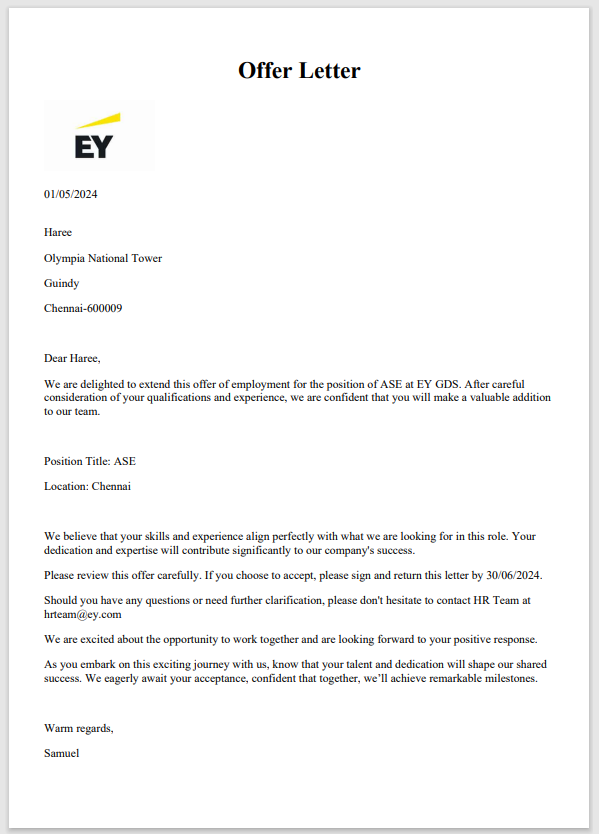 Offer Letter
EY
01/05/2024
Haree
Olympia National Tower
Guindy
Chennai-600009
Dear Haree,
We are delighted to extend this offer of employment for the position of ASE at EY GDS. After careful
consideration of your qualifications and experience, we are confident that you will make a valuable addition
to our team.
Position Title: ASE
Location: Chennai
We believe that your skills and experience align perfectly with what we are looking for in this role. Your
dedication and expertise will contribute significantly to our company's success.
Please review this offer carefully. If you choose to accept, please sign and return this letter by 30/06/2024.
Should you have any questions or need further clarification, please don't hesitate to contact HR Team at
hrteam@ey.com
We are excited about the opportunity to work together and are looking forward to your positive response.
As you embark on this exciting journey with us, know that your talent and dedication will shape our shared
success. We eagerly await your acceptance, confident that together, we’ll achieve remarkable milestones.
Warm regards,
Samuel